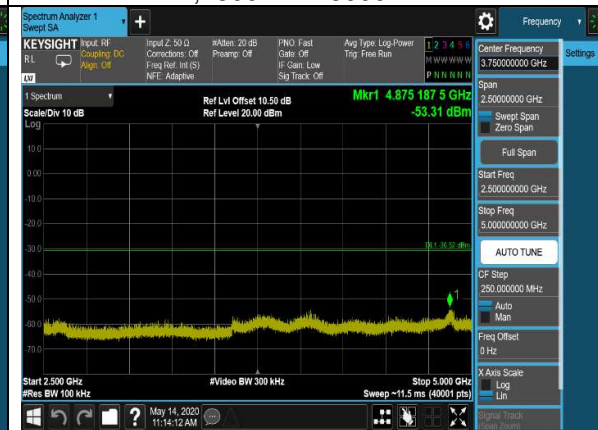 Spectrum Analyzer 1
Swept SA
Frequency
KEYSIGHT
RL
LXI
Input: RF
Coupling: DC
Align: Off
Input Z: 50 Ω
Corrections: Off
Freq Ref: Int (S)
NFE: Adaptive
#Atten: 20 dB
Preamp: Off
PNO: Fast
Gate: Off
IF Gain: Low
Sig Track: Off
Avg Type: Log-Power
Trig: Free Run
1 2 3 4 5 6
M W W W W W
P N N N N N
Center Frequency
3.750000000 GHz
Settings
Span
2.50000000 GHz
Swept Span
Zero Span
Full Span
Start Freq
2.500000000 GHz
Stop Freq
5.000000000 GHz
AUTO TUNE
CF Step
250.000000 MHz
Auto
Man
Freq Offset
0 Hz
X Axis Scale
Log
Lin
Signal Track
(Span Zoom)
1 Spectrum
Scale/Div 10 dB
Log
Ref Lvl Offset 10.50 dB
Ref Level 20.00 dBm
Mkr1 4.875 187 5 GHz
-53.31 dBm
10.0
0.00
-10.0
-20.0
-30.0
-40.0
-50.0
-60.0
-70.0
1
Start 2.500 GHz
#Res BW 100 kHz
#Video BW 300 kHz
Stop 5.000 GHz
Sweep ~11.5 ms (40001 pts)
?
May 14, 2020
11:14:12 AM